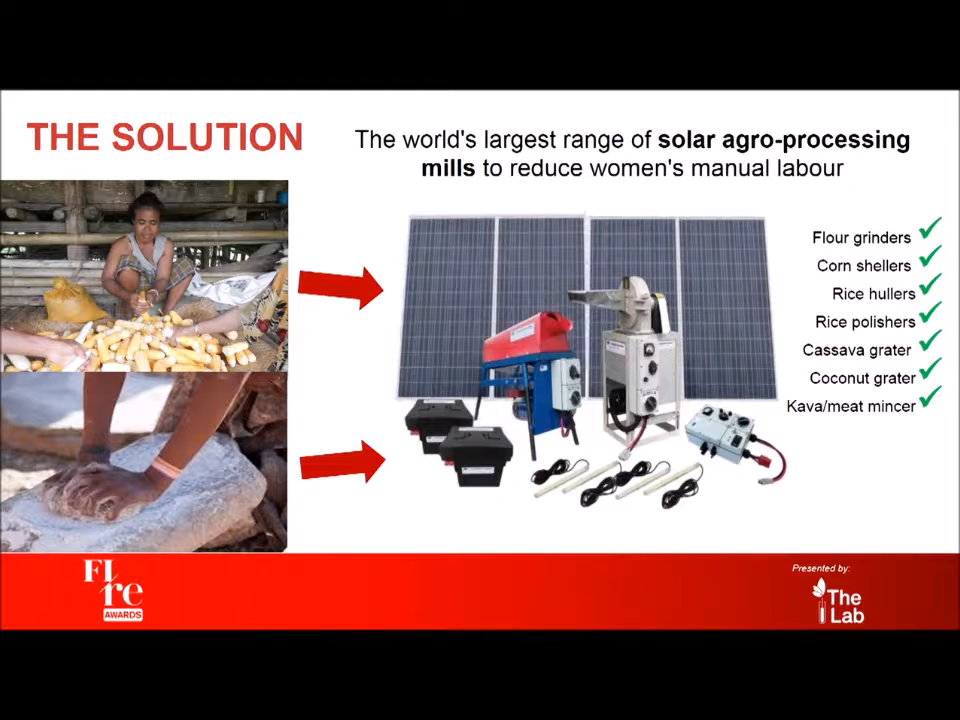 THE SOLUTION
The world's largest range of solar agro-processing
mills to reduce women's manual labour
Flour grinders
Corn shellers
Rice hullers
Rice polishers
Cassava grater
Coconut grater
Kava/meat mincer
FIre
AWARDS
Presented by:
The
Lab